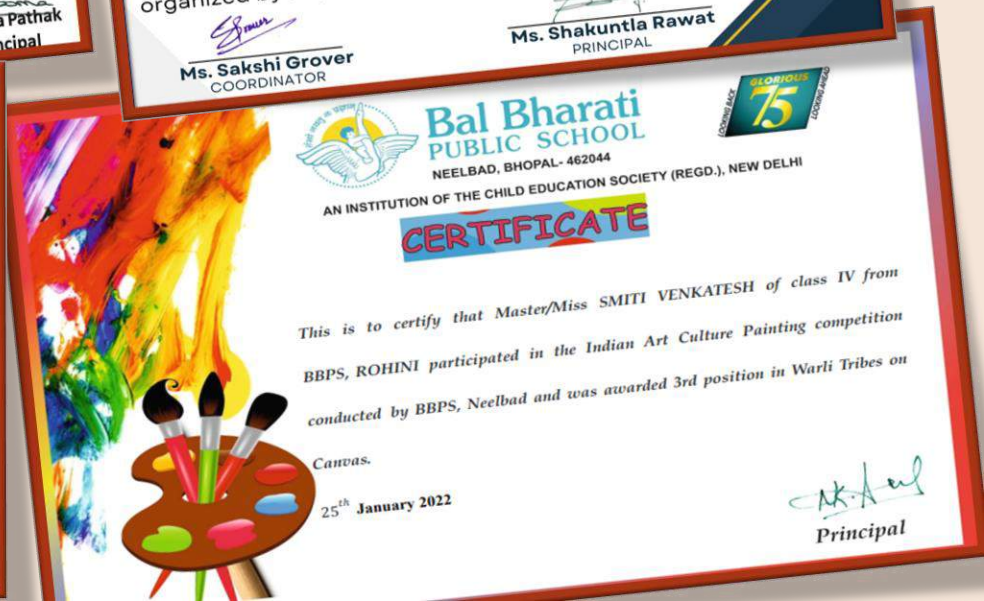 a Pathak
ncipal
organized by
Ms. Sakshi Grover
COORDINATOR
Ms. Shakuntla Rawat
PRINCIPAL
Bal Bharati
PUBLIC SCHOOL
NEELBAD, BHOPAL- 462044
AN INSTITUTION OF THE CHILD EDUCATION SOCIETY (REGD.), NEW DELHI
LOOKING BACK
GLORIOUS
75
CERTIFICATE
This is to certify that Master/Miss SMITI VENKATESH of class IV from
BBPS, ROHINI participated in the Indian Art Culture Painting competition
conducted by BBPS, Neelbad and was awarded 3rd position in Warli Tribes on
Canvas.
25th January 2022
Principal